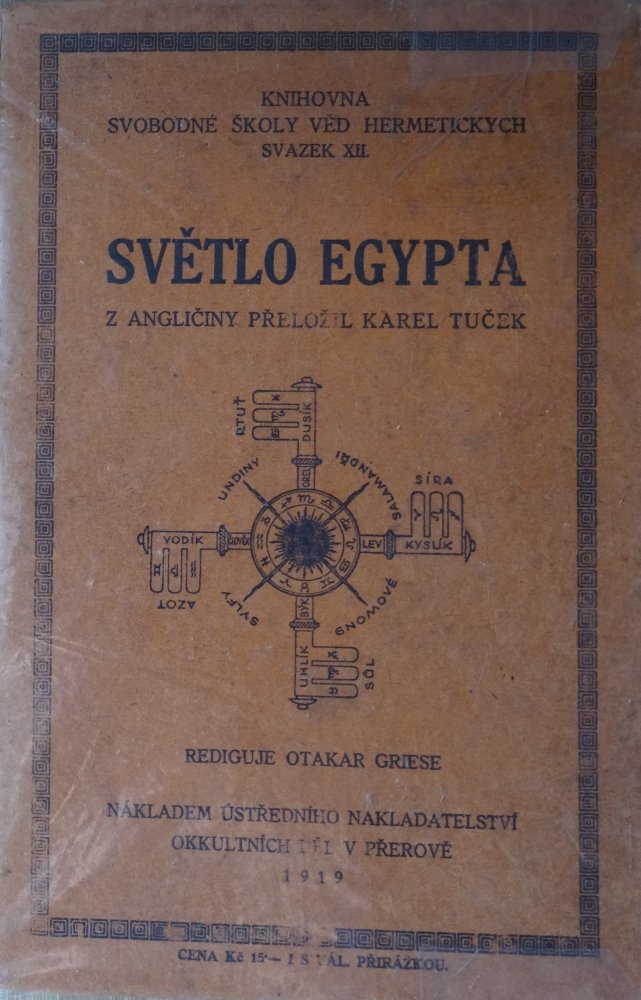 KNIHOVNA
SVOBODNÉ ŠKOLY VĚD HERMETICKÝCH
SVAZEK XII.
SVĚTLO EGYPTA
Z ANGLIČINY PŘELOŽIL KAREL TUČEK
RTUŤ
DUSÍK
OREL
UNDINY
SALAMANDŘI
SÍRA
VODÍK
LEV
KYSLÍK
AZOT
SYLFY
GNOMOVÉ
BÝK
UHLÍK
SŮL
REDIGUJE OTAKAR GRIESE
NÁKLADEM ÚSTŘEDNÍHO NAKLADATELSTVÍ
OKKULTNÍCH DĚL V PŘEROVĚ
1919
CENA Kč 15·— I S VÁL. PŘIRÁŽKOU.